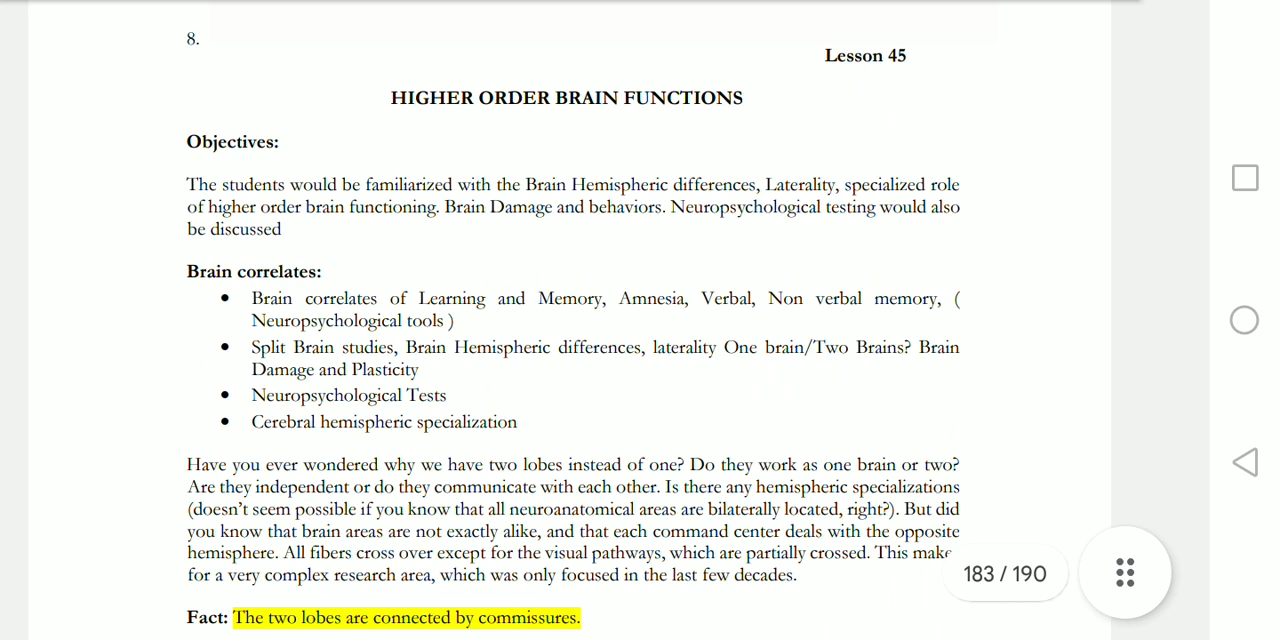 8.
Lesson 45
HIGHER ORDER BRAIN FUNCTIONS
Objectives:
The students would be familiarized with the Brain Hemispheric differences, Laterality, specialized role
of higher order brain functioning. Brain Damage and behaviors. Neuropsychological testing would also
be discussed
Brain correlates:
• Brain correlates of Learning and Memory, Amnesia, Verbal, Non verbal memory, (
Neuropsychological tools )
• Split Brain studies, Brain Hemispheric differences, laterality One brain/Two Brains? Brain
Damage and Plasticity
• Neuropsychological Tests
• Cerebral hemispheric specialization
Have you ever wondered why we have two lobes instead of one? Do they work as one brain or two?
Are they independent or do they communicate with each other. Is there any hemispheric specializations
(doesn't seem possible if you know that all neuroanatomical areas are bilaterally located, right?). But did
you know that brain areas are not exactly alike, and that each command center deals with the opposite
hemisphere. All fibers cross over except for the visual pathways, which are partially crossed. This make
for a very complex research area, which was only focused in the last few decades.
183 / 190
Fact: The two lobes are connected by commissures.